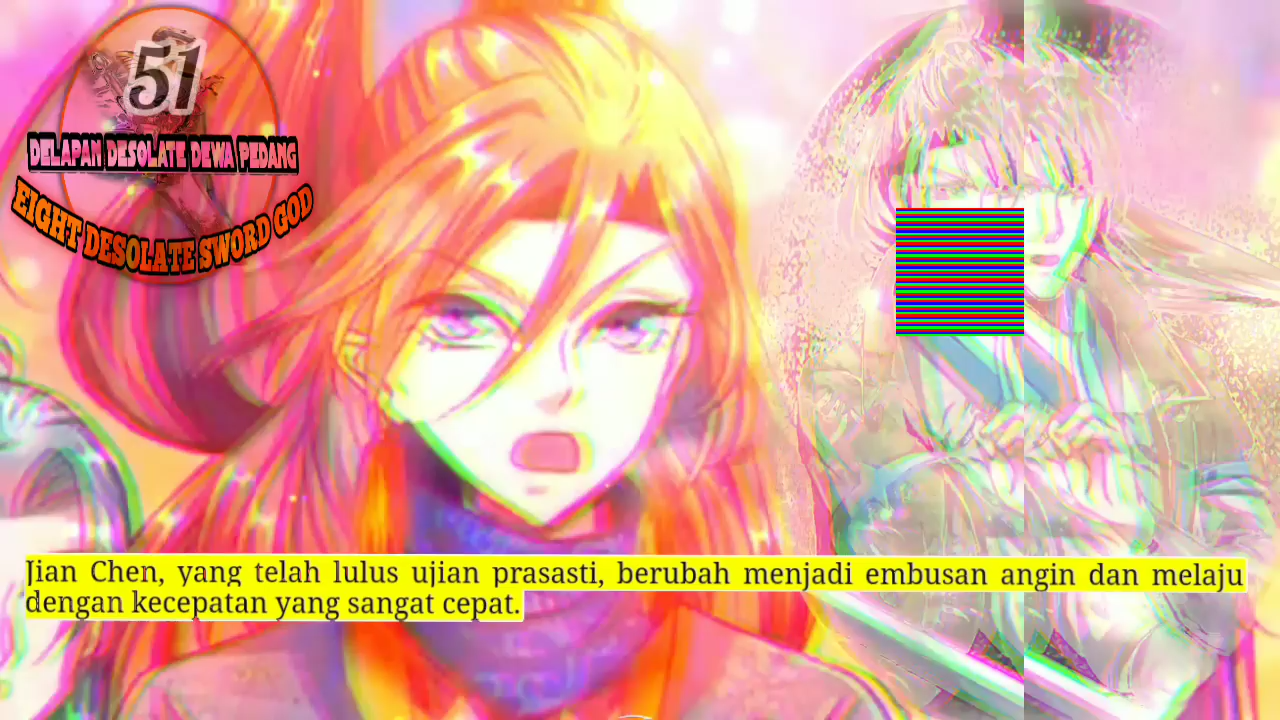 51
DELAPAN DESOLATE DEWA PEDANG
EIGHT DESOLATE SWORD GOD
Jian Chen, yang telah lulus ujian prasasti, berubah menjadi embusan angin dan melaju
dengan kecepatan yang sangat cepat.